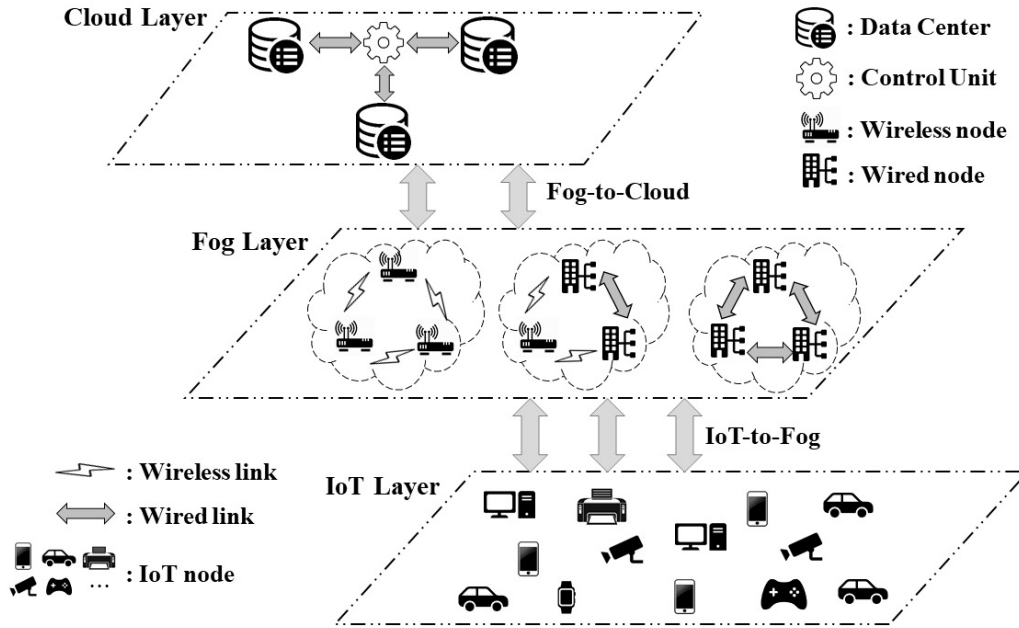 Cloud Layer
: Data Center
: Control Unit
: Wireless node
: Wired node
Fog-to-Cloud
Fog Layer
IoT-to-Fog
: Wireless link
IoT Layer
: Wired link
: IoT node
...